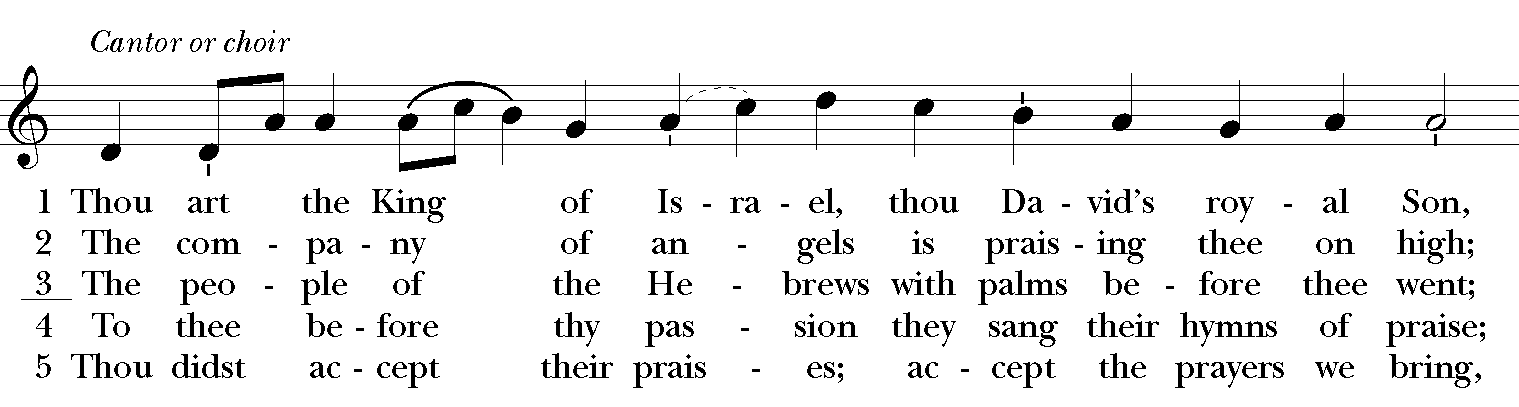 Cantor or choir
1 Thou art the King of Is - ra - el, thou Da - vid's roy - al Son,
2 The com - pa - ny of an - gels is prais - ing thee on high;
3 The peo - ple of the He - brews with palms be - fore thee went;
4 To thee be - fore thy pas - sion they sang their hymns of praise;
5 Thou didst ac - cept their prais - es; ac - cept the prayers we bring,